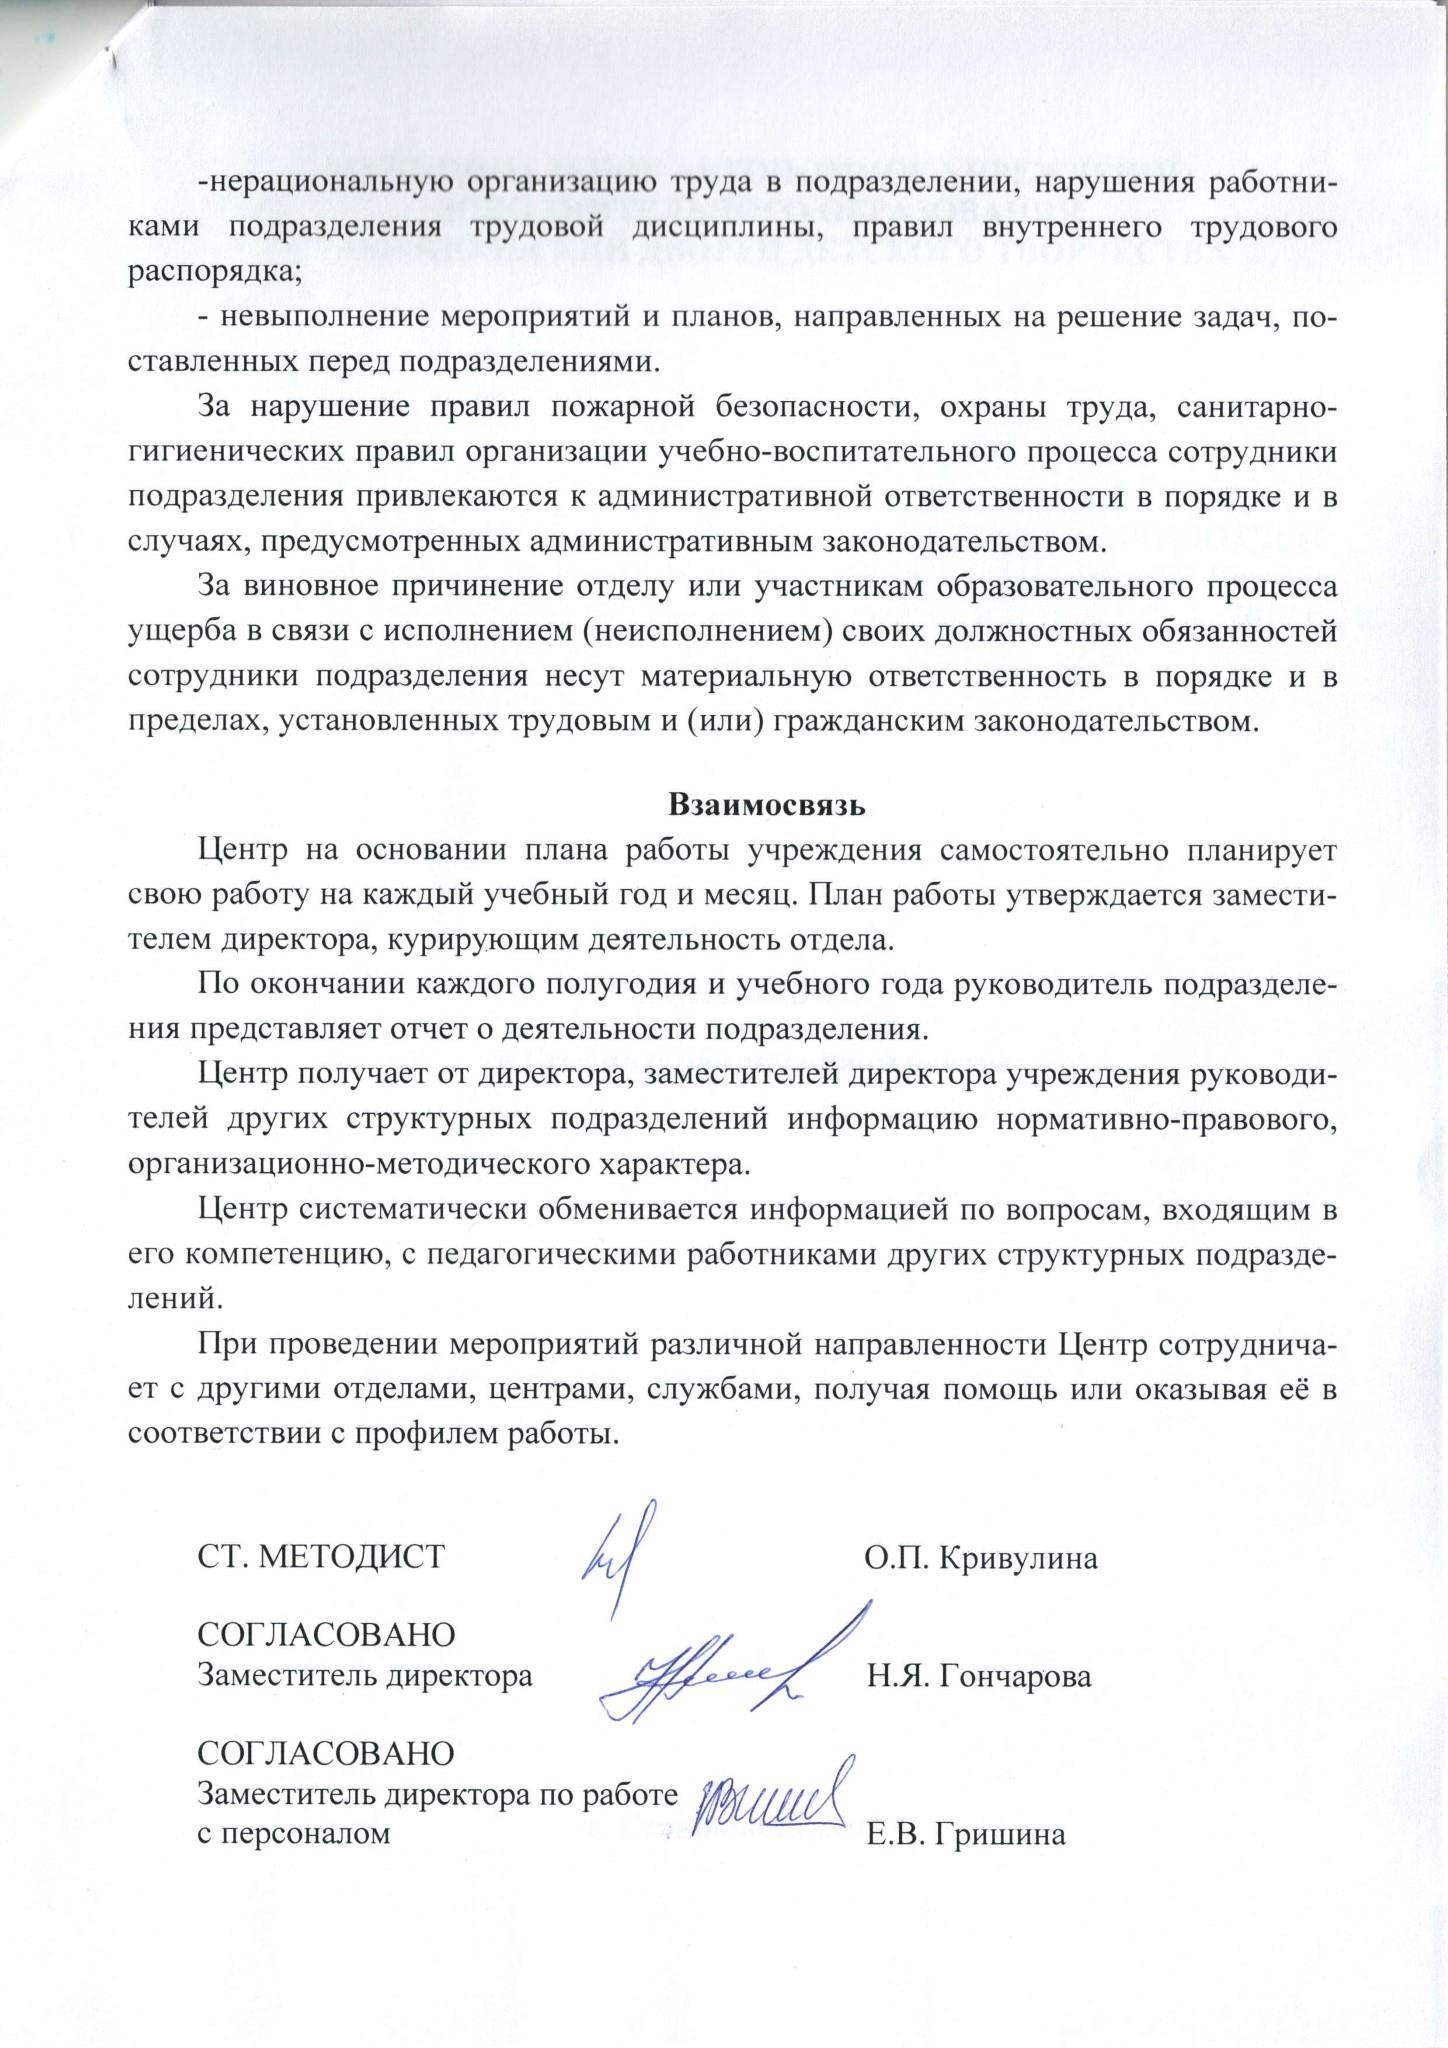 -нерациональную организацию труда в подразделении, нарушения работни-
ками подразделения трудовой дисциплины, правил внутреннего трудового
распорядка;
- невыполнение мероприятий и планов, направленных на решение задач, по-
ставленных перед подразделениями.
За нарушение правил пожарной безопасности, охраны труда, санитарно-
гигиенических правил организации учебно-воспитательного процесса сотрудники
подразделения привлекаются к административной ответственности в порядке и в
случаях, предусмотренных административным законодательством.
За виновное причинение отделу или участникам образовательного процесса
ущерба в связи с исполнением (неисполнением) своих должностных обязанностей
сотрудники подразделения несут материальную ответственность в порядке и в
пределах, установленных трудовым и (или) гражданским законодательством.
Взаимосвязь
Центр на основании плана работы учреждения самостоятельно планирует
свою работу на каждый учебный год и месяц. План работы утверждается замести-
телем директора, курирующим деятельность отдела.
По окончании каждого полугодия и учебного года руководитель подразделе-
ния представляет отчет о деятельности подразделения.
Центр получает от директора, заместителей директора учреждения руководи-
телей других структурных подразделений информацию нормативно-правового,
организационно-методического характера.
Центр систематически обменивается информацией по вопросам, входящим в
его компетенцию, с педагогическими работниками других структурных подразде-
лений.
При проведении мероприятий различной направленности Центр сотруднича-
ет с другими отделами, центрами, службами, получая помощь или оказывая её в
соответствии с профилем работы.
СТ. МЕТОДИСТ О.П. Кривулина
СОГЛАСОВАНО
Заместитель директора Н.Я. Гончарова
СОГЛАСОВАНО
Заместитель директора по работе
с персоналом Е.В. Гришина